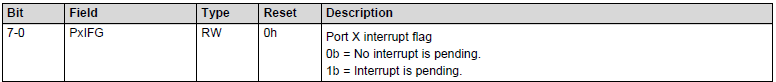 Bit Field Type Reset Description
7-0 PxIFG RW 0h Port X interrupt flag
0b = No interrupt is pending.
1b = Interrupt is pending.